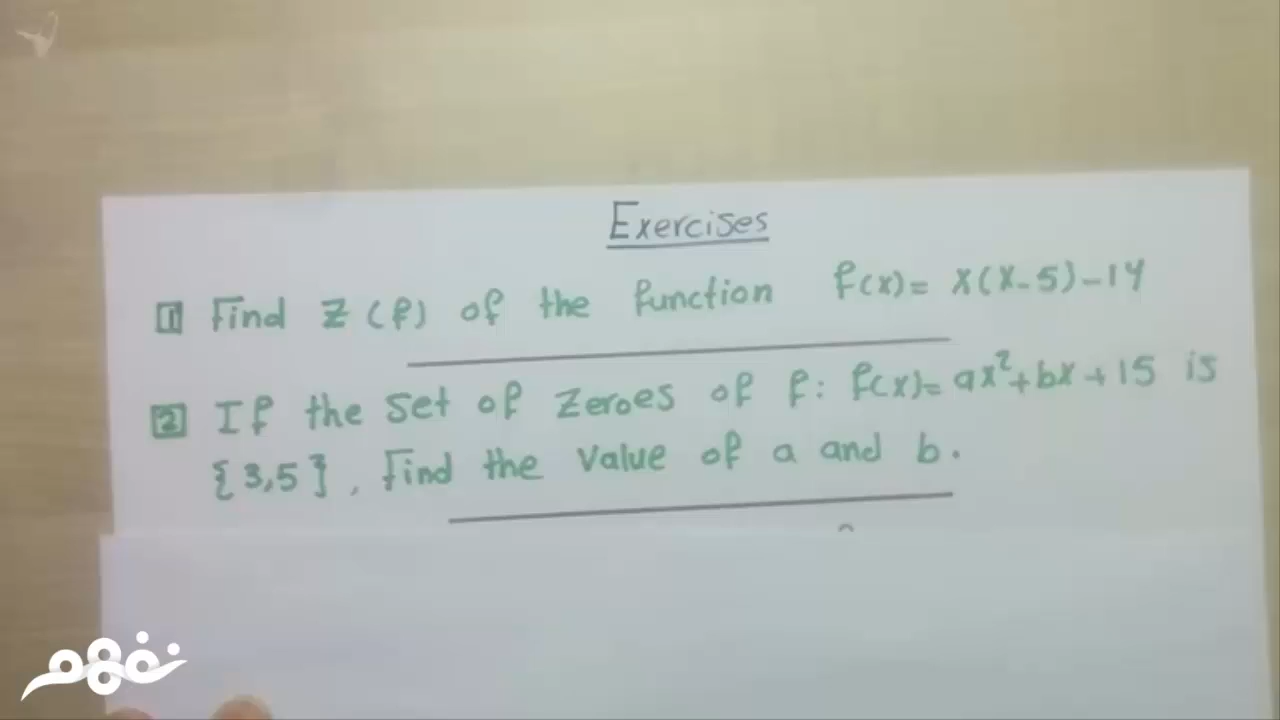 Exercises
1 Find Z (f) of the function f(x)= x(x-5)-14
2 If the set of zeroes of f: f(x)= ax²+bx+15 is
{3,5}, find the value of a and b.
نفهم